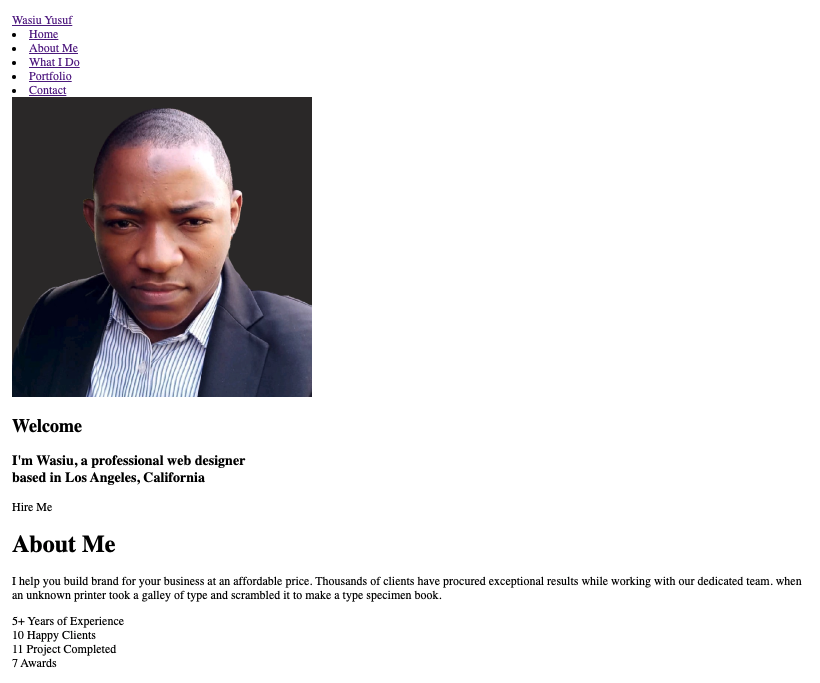 Wasiu Yusuf
Home
About Me
What I Do
Portfolio
Contact
Welcome
I'm Wasiu, a professional web designer
based in Los Angeles, California
Hire Me
About Me
I help you build brand for your business at an affordable price. Thousands of clients have procured exceptional results while working with our dedicated team. when
an unknown printer took a galley of type and scrambled it to make a type specimen book.
5+ Years of Experience
10 Happy Clients
11 Project Completed
7 Awards